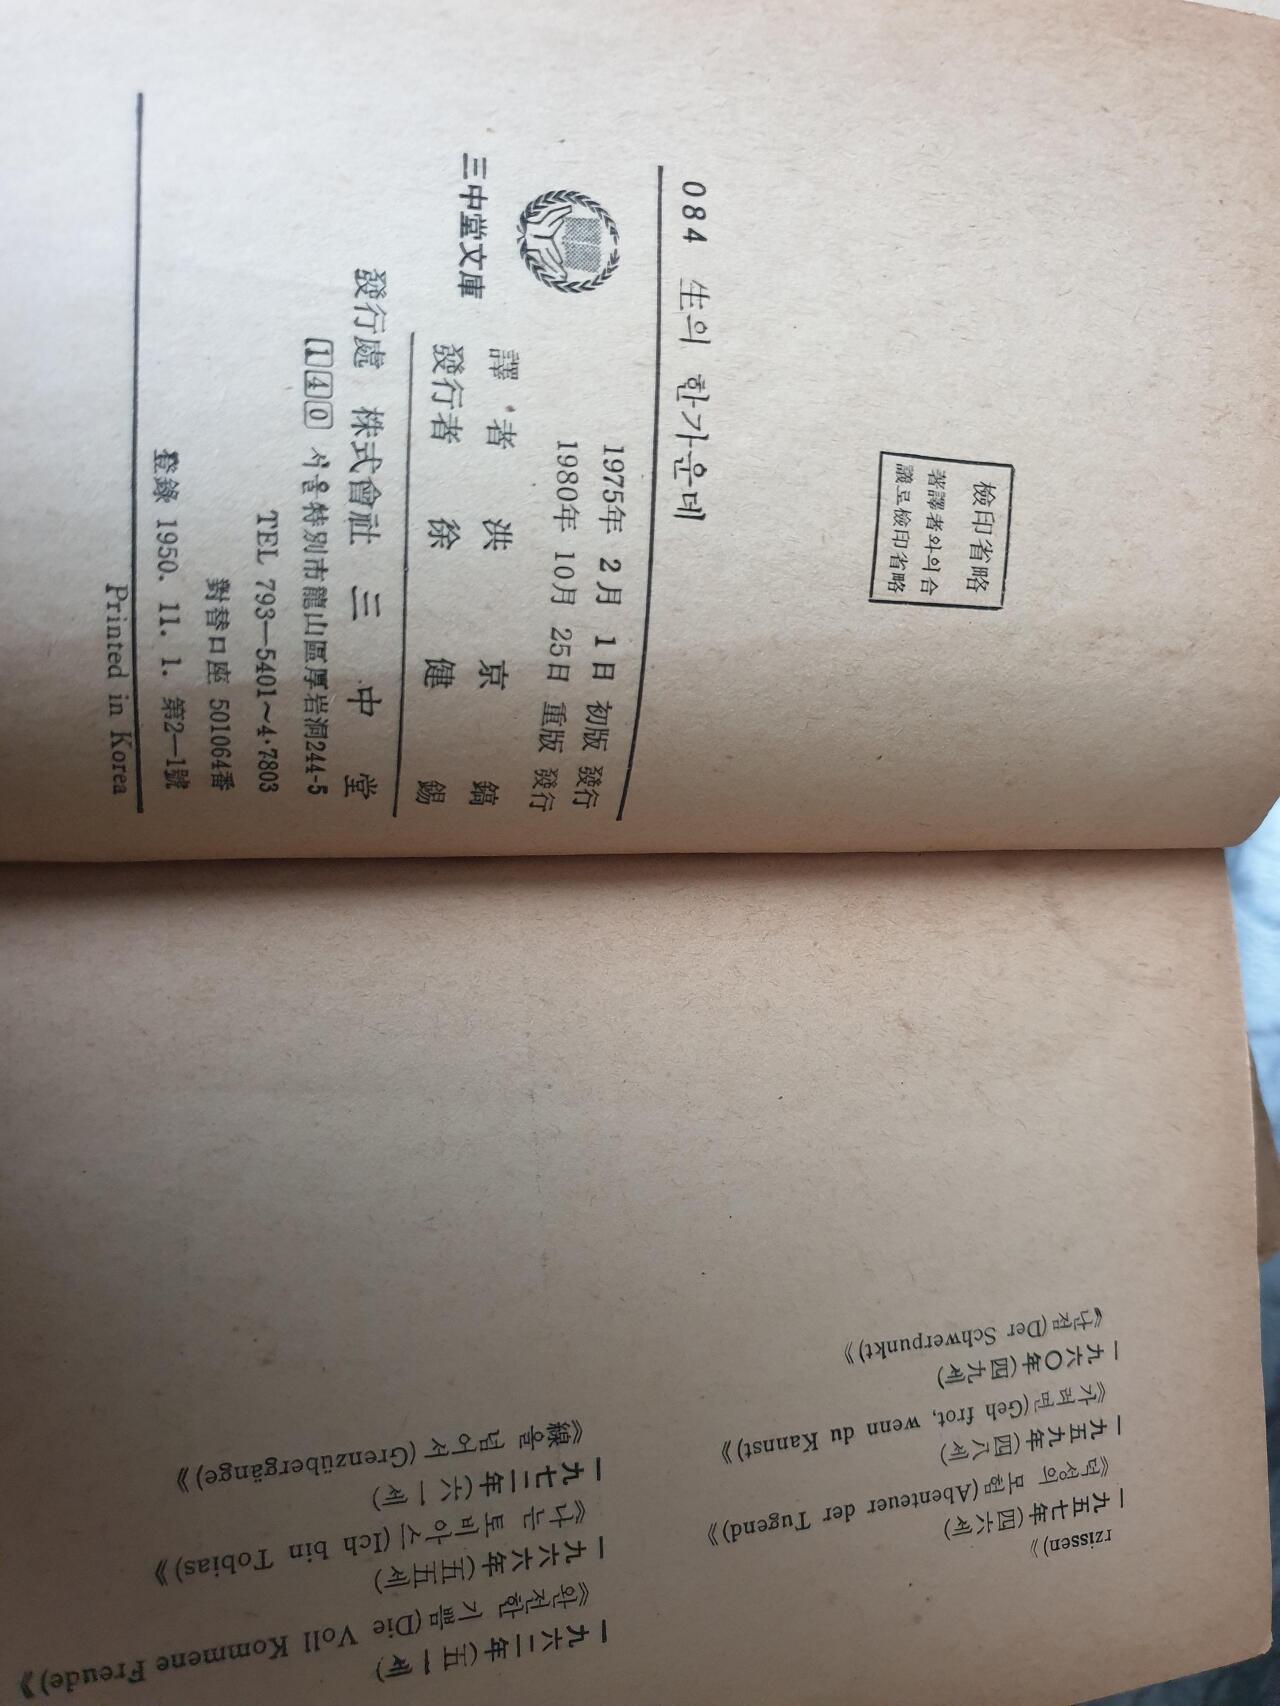 rzissen)》
一九五七年(四六세)
《덕성의 모험(Abenteuer der Tugend)》
一九五九年(四八세)
《가려면(Geh frot, wenn du Kannst)》
一九六〇年(四九세)
《난점(Der Schwerpunkt)》
一九六二年(五一세)
《완전한 기쁨(Die Voll Kommene Freude)》
一九六六年(五五세)
《나는 토비아스(Ich bin Tobias)》
一九七二年(六一세)
《線을 넘어서(Grenzübergänge)》
檢印省略
著譯者와의 合
議로 檢印省略
084 生의 한가운데
三中堂文庫
1975年 2月 1日 初版 發行
1980年 10月 25日 重版 發行
譯 者 洪 京 鎬
發行者 徐 健 錫
發行處 株式會社 三 中 堂
140 서울特別市龍山區厚岩洞244-5
TEL 793—5401～4·7803
對替口座 501064番
登錄 1950. 11. 1. 第2—1號
Printed in Korea